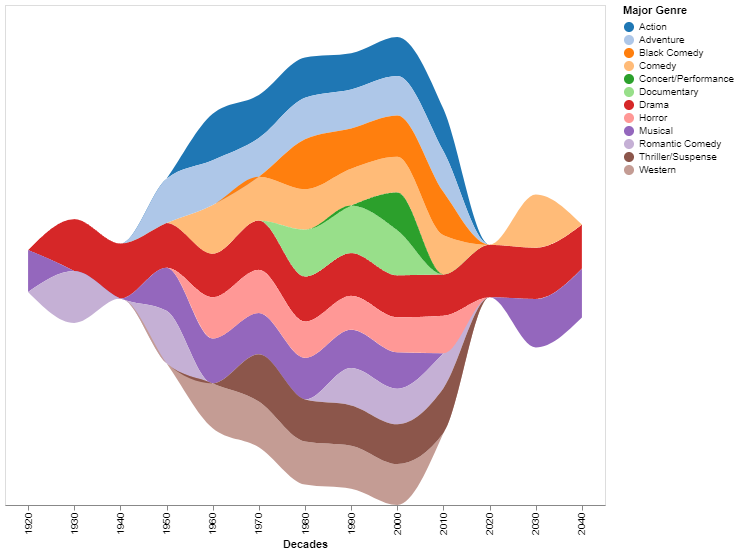 Major Genre
Action
Adventure
Black Comedy
Comedy
Concert/Performance
Documentary
Drama
Horror
Musical
Romantic Comedy
Thriller/Suspense
Western
1920
1930
1940
1950
1960
1970
1980
1990
2000
2010
2020
2030
2040
Decades